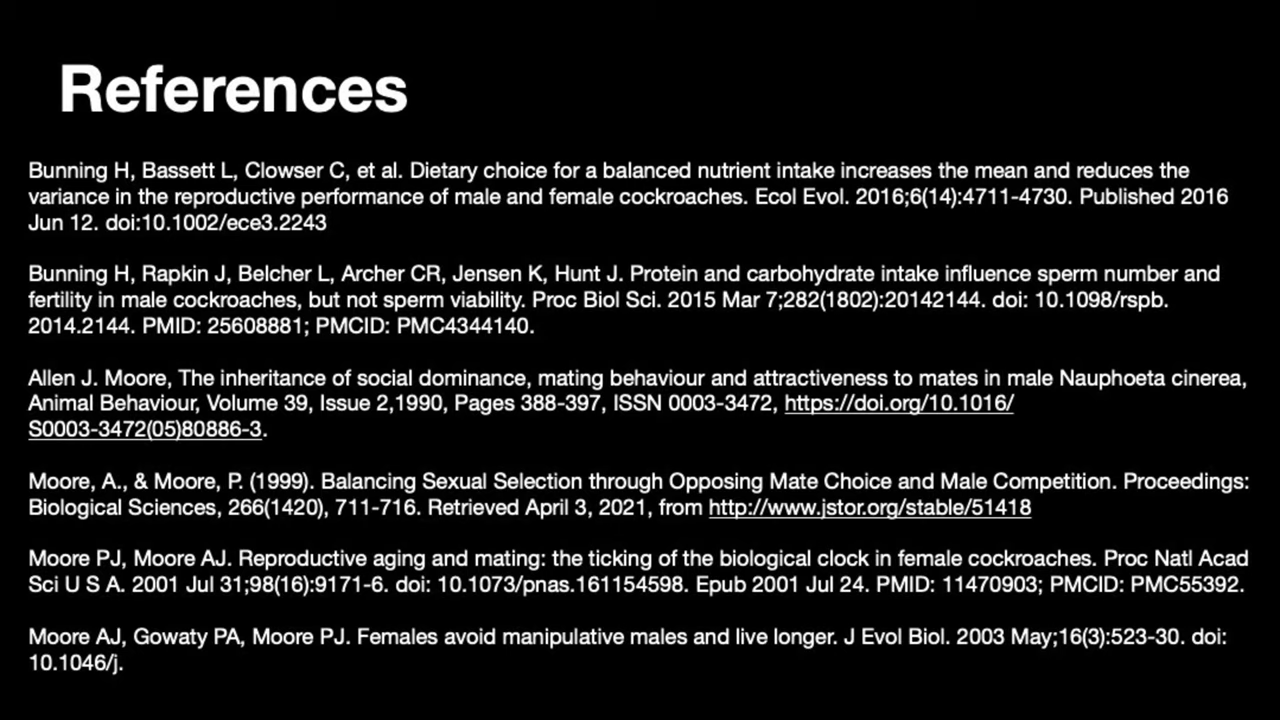 References
Bunning H, Bassett L, Clowser C, et al. Dietary choice for a balanced nutrient intake increases the mean and reduces the
variance in the reproductive performance of male and female cockroaches. Ecol Evol. 2016;6(14):4711-4730. Published 2016
Jun 12. doi:10.1002/ece3.2243
Bunning H, Rapkin J, Belcher L, Archer CR, Jensen K, Hunt J. Protein and carbohydrate intake influence sperm number and
fertility in male cockroaches, but not sperm viability. Proc Biol Sci. 2015 Mar 7;282(1802):20142144. doi: 10.1098/rspb.
2014.2144. PMID: 25608881; PMCID: PMC4344140.
Allen J. Moore, The inheritance of social dominance, mating behaviour and attractiveness to mates in male Nauphoeta cinerea,
Animal Behaviour, Volume 39, Issue 2,1990, Pages 388-397, ISSN 0003-3472, https://doi.org/10.1016/
S0003-3472(05)80886-3.
Moore, A., & Moore, P. (1999). Balancing Sexual Selection through Opposing Mate Choice and Male Competition. Proceedings:
Biological Sciences, 266(1420), 711-716. Retrieved April 3, 2021, from http://www.jstor.org/stable/51418
Moore PJ, Moore AJ. Reproductive aging and mating: the ticking of the biological clock in female cockroaches. Proc Natl Acad
Sci U S A. 2001 Jul 31;98(16):9171-6. doi: 10.1073/pnas.161154598. Epub 2001 Jul 24. PMID: 11470903; PMCID: PMC55392.
Moore AJ, Gowaty PA, Moore PJ. Females avoid manipulative males and live longer. J Evol Biol. 2003 May;16(3):523-30. doi:
10.1046/j.